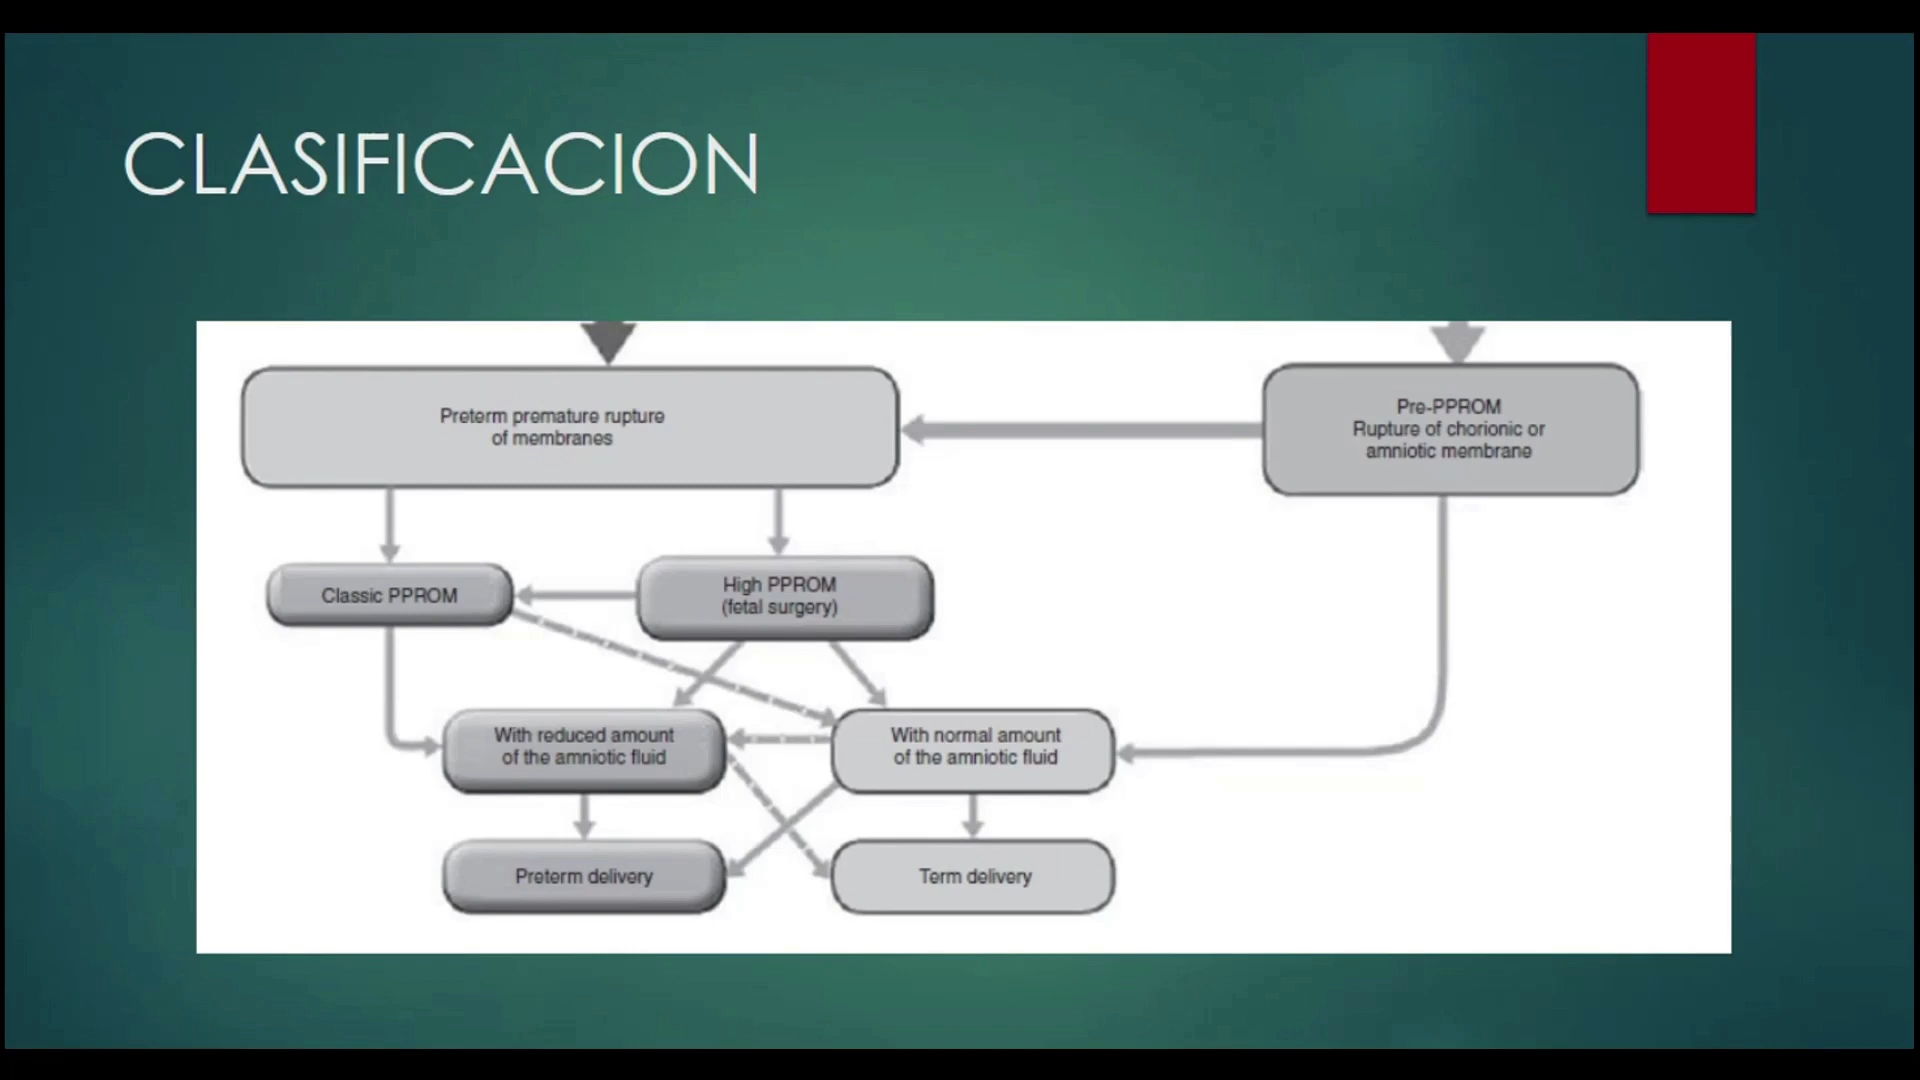 CLASIFICACION
Preterm premature rupture
of membranes
Pre-PPROM
Rupture of chorionic or
amniotic membrane
Classic PPROM
High PPROM
(fetal surgery)
With reduced amount
of the amniotic fluid
With normal amount
of the amniotic fluid
Preterm delivery
Term delivery